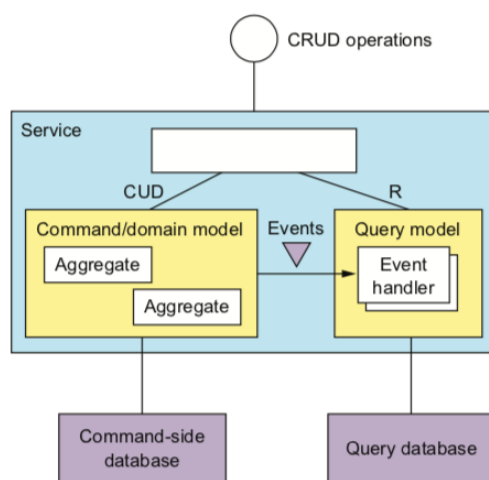 CRUD operations
Service
CUD
R
Command/domain model
Events
Query model
Aggregate
Event
handler
Aggregate
Command-side
database
Query database